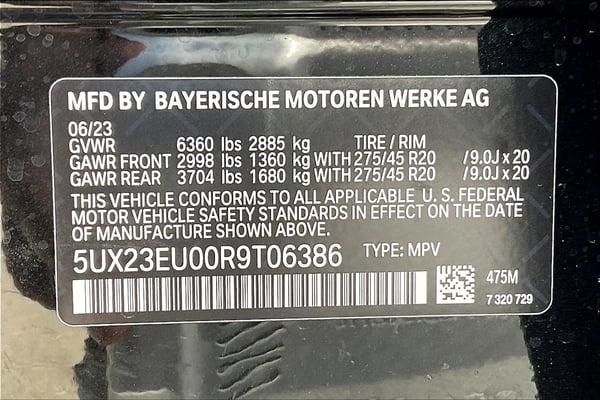 MFD BY BAYERISCHE MOTOREN WERKE AG
06/23
GVWR 6360 lbs 2885 kg TIRE / RIM
GAWR FRONT 2998 lbs 1360 kg WITH 275/45 R20 /9.0J x 20
GAWR REAR 3704 lbs 1680 kg WITH 275/45 R20 /9.0J x 20
THIS VEHICLE CONFORMS TO ALL APPLICABLE U. S. FEDERAL
MOTOR VEHICLE SAFETY STANDARDS IN EFFECT ON THE DATE
OF MANUFACTURE SHOWN ABOVE.
5UX23EU00R9T06386 TYPE: MPV
475M
7 320 729